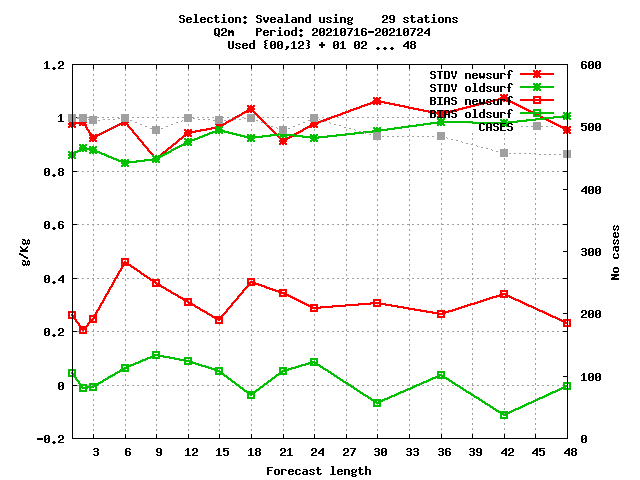 Selection: Svealand using 29 stations
Q2m Period: 20210716-20210724
Used {00,12} + 01 02 ... 48
1.2
1
0.8
0.6
0.4
0.2
0
-0.2
g/Kg
600
500
400
300
200
100
0
No cases
STDV newsurf
STDV oldsurf
BIAS newsurf
BIAS oldsurf
CASES
3 6 9 12 15 18 21 24 27 30 33 36 39 42 45 48
Forecast length